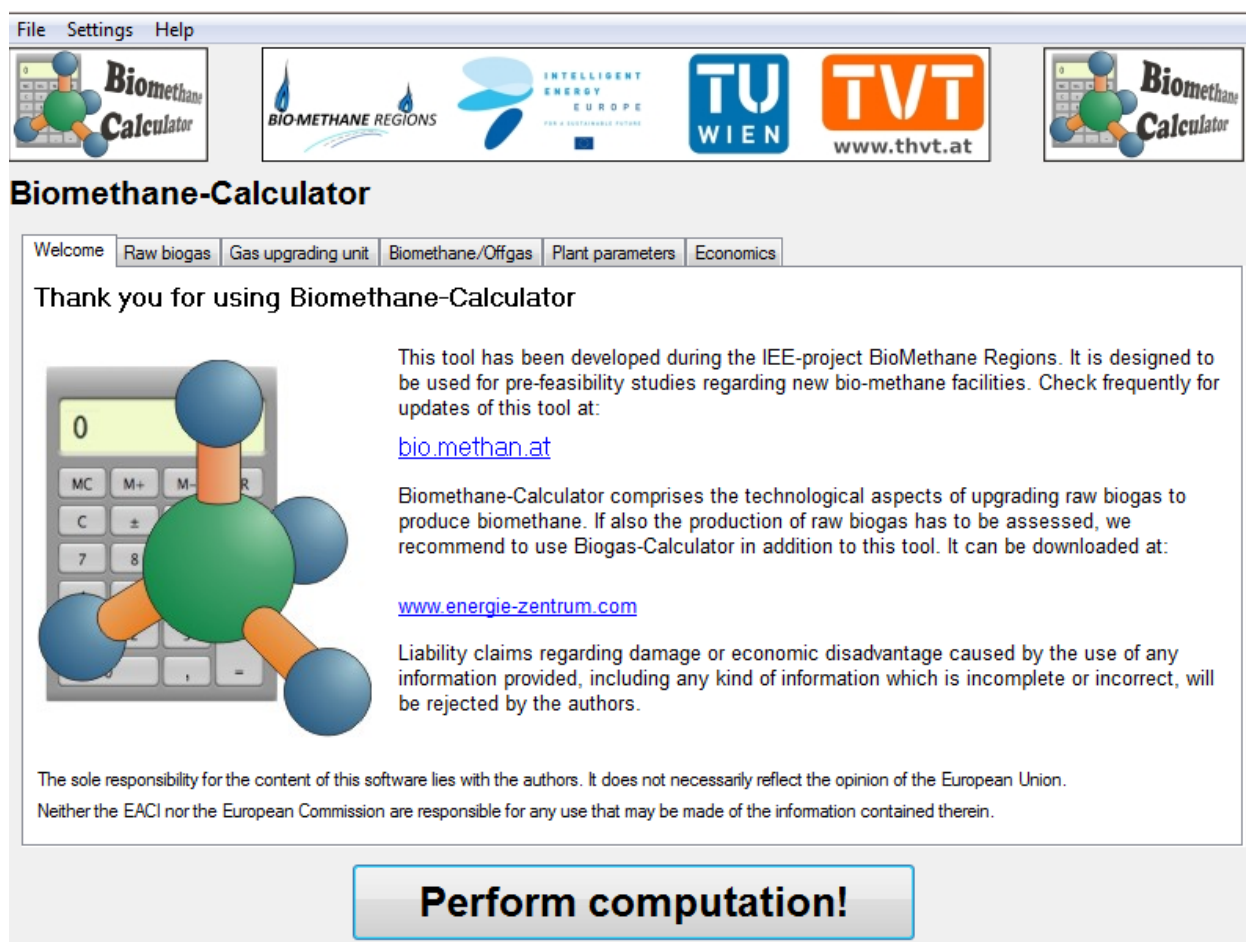 File Settings Help
Biomethane
Calculator
BIO-METHANE REGIONS
INTELLIGENT
ENERGY
EUROPE
FOR A SUSTAINABLE FUTURE
TU
WIEN
TVT
www.thvt.at
Biomethane
Calculator
Biomethane-Calculator
Welcome Raw biogas Gas upgrading unit Biomethane/Offgas Plant parameters Economics
Thank you for using Biomethane-Calculator
This tool has been developed during the IEE-project BioMethane Regions. It is designed to
be used for pre-feasibility studies regarding new bio-methane facilities. Check frequently for
updates of this tool at:
bio.methan.at
Biomethane-Calculator comprises the technological aspects of upgrading raw biogas to
produce biomethane. If also the production of raw biogas has to be assessed, we
recommend to use Biogas-Calculator in addition to this tool. It can be downloaded at:
www.energie-zentrum.com
Liability claims regarding damage or economic disadvantage caused by the use of any
information provided, including any kind of information which is incomplete or incorrect, will
be rejected by the authors.
0
MC M+ M- R
C ±
7 8
, =
The sole responsibility for the content of this software lies with the authors. It does not necessarily reflect the opinion of the European Union.
Neither the EACI nor the European Commission are responsible for any use that may be made of the information contained therein.
Perform computation!